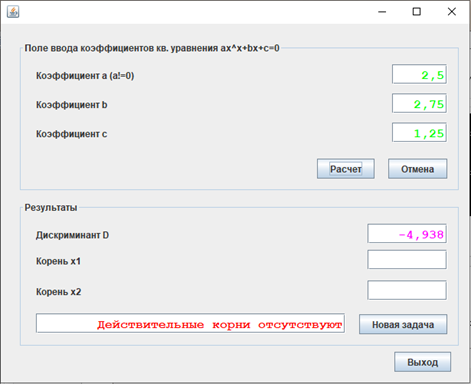 Поле ввода коэффициентов кв. уравнения ax^x+bx+c=0
Коэффициент a (a!=0) 2,5
Коэффициент b 2,75
Коэффициент c 1,25
Расчет Отмена
Результаты
Дискриминант D -4,938
Корень x1
Корень x2
Действительные корни отсутствуют Новая задача
Выход